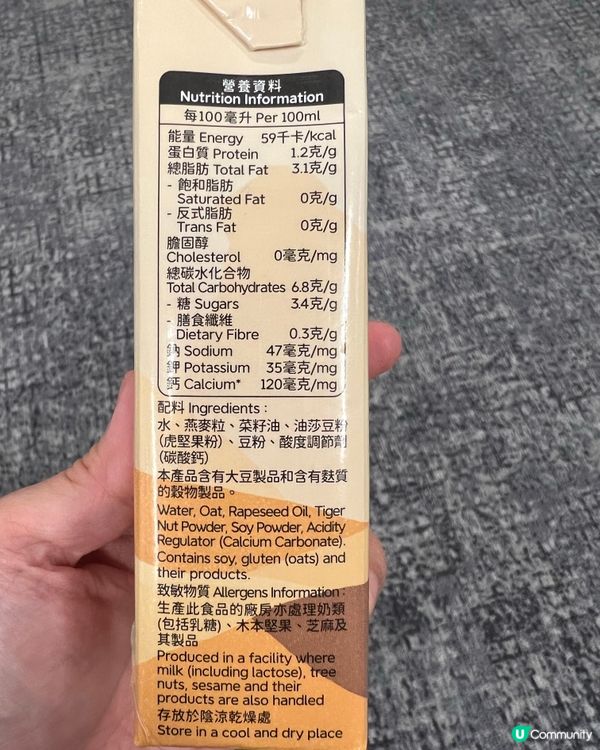 營養資料
Nutrition Information
每100毫升 Per 100ml
能量 Energy 59千卡/kcal
蛋白質 Protein 1.2克/g
總脂肪 Total Fat 3.1克/g
- 飽和脂肪
Saturated Fat 0克/g
- 反式脂肪
Trans Fat 0克/g
膽固醇
Cholesterol 0毫克/mg
總碳水化合物
Total Carbohydrates 6.8克/g
- 糖 Sugars 3.4克/g
- 膳食纖維
Dietary Fibre 0.3克/g
鈉 Sodium 47毫克/mg
鉀 Potassium 35毫克/mg
鈣 Calcium* 120毫克/mg
配料 Ingredients：
水、燕麥粒、菜籽油、油莎豆粉
(虎堅果粉)、豆粉、酸度調節劑
(碳酸鈣)
本產品含有大豆製品和含有麩質
的穀物製品。
Water, Oat, Rapeseed Oil, Tiger
Nut Powder, Soy Powder, Acidity
Regulator (Calcium Carbonate).
Contains soy, gluten (oats) and
their products.
致敏物質 Allergens Information：
生產此食品的廠房亦處理奶類
(包括乳糖)、木本堅果、芝麻及
其製品
Produced in a facility where
milk (including lactose), tree
nuts, sesame and their
products are also handled
存放於陰涼乾燥處
Store in a cool and dry place
U Community